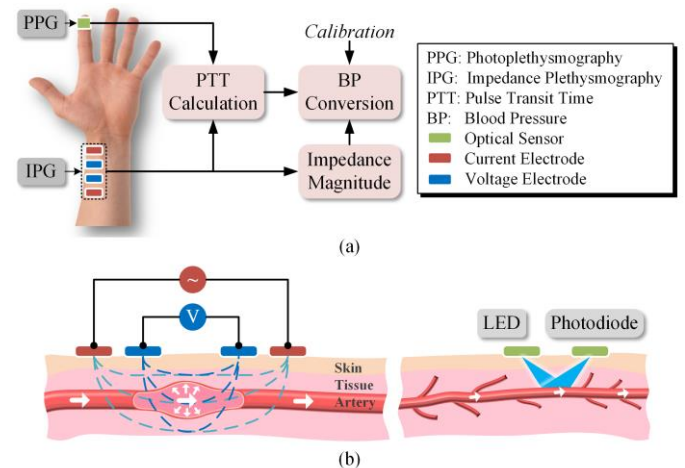 PPG
IPG
PTT
Calculation
Calibration
BP
Conversion
Impedance
Magnitude
PPG: Photoplethysmography
IPG: Impedance Plethysmography
PTT: Pulse Transit Time
BP: Blood Pressure
Optical Sensor
Current Electrode
Voltage Electrode
(a)
~
V
Skin
Tissue
Artery
LED
Photodiode
(b)